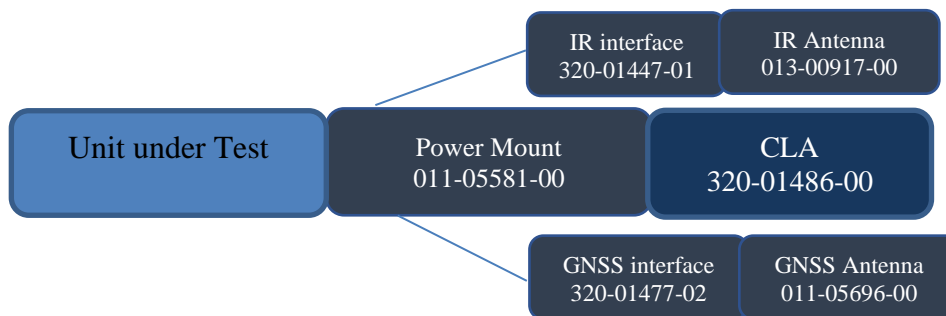 IR interface
320-01447-01
IR Antenna
013-00917-00
Unit under Test
Power Mount
011-05581-00
CLA
320-01486-00
GNSS interface
320-01477-02
GNSS Antenna
011-05696-00